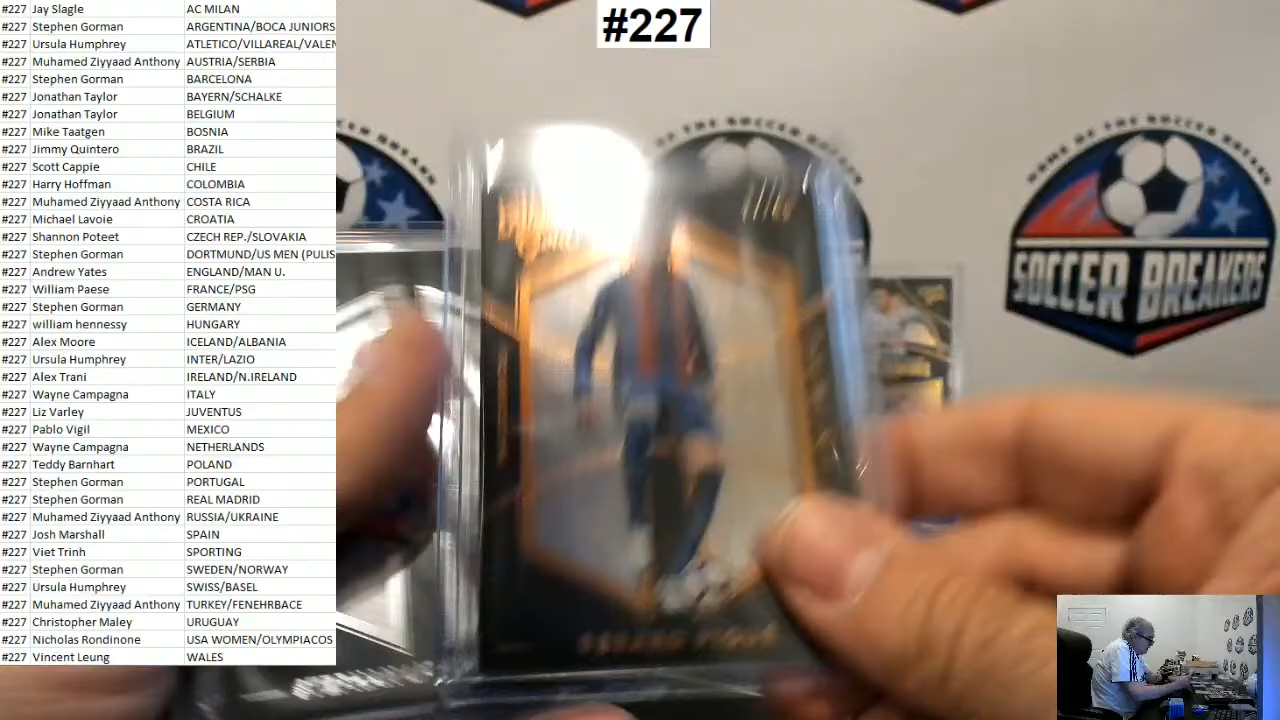 #227 Jay Slagle AC MILAN
#227 Stephen Gorman ARGENTINA/BOCA JUNIORS
#227 Ursula Humphrey ATLETICO/VILLAREAL/VALEN
#227 Muhamed Ziyyaad Anthony AUSTRIA/SERBIA
#227 Stephen Gorman BARCELONA
#227 Jonathan Taylor BAYERN/SCHALKE
#227 Jonathan Taylor BELGIUM
#227 Mike Taatgen BOSNIA
#227 Jimmy Quintero BRAZIL
#227 Scott Cappie CHILE
#227 Harry Hoffman COLOMBIA
#227 Muhamed Ziyyaad Anthony COSTA RICA
#227 Michael Lavoie CROATIA
#227 Shannon Poteet CZECH REP./SLOVAKIA
#227 Stephen Gorman DORTMUND/US MEN (PULIS
#227 Andrew Yates ENGLAND/MAN U.
#227 William Paese FRANCE/PSG
#227 Stephen Gorman GERMANY
#227 william hennessy HUNGARY
#227 Alex Moore ICELAND/ALBANIA
#227 Ursula Humphrey INTER/LAZIO
#227 Alex Trani IRELAND/N.IRELAND
#227 Wayne Campagna ITALY
#227 Liz Varley JUVENTUS
#227 Pablo Vigil MEXICO
#227 Wayne Campagna NETHERLANDS
#227 Teddy Barnhart POLAND
#227 Stephen Gorman PORTUGAL
#227 Stephen Gorman REAL MADRID
#227 Muhamed Ziyyaad Anthony RUSSIA/UKRAINE
#227 Josh Marshall SPAIN
#227 Viet Trinh SPORTING
#227 Stephen Gorman SWEDEN/NORWAY
#227 Ursula Humphrey SWISS/BASEL
#227 Muhamed Ziyyaad Anthony TURKEY/FENEHRBACE
#227 Christopher Maley URUGUAY
#227 Nicholas Rondinone USA WOMEN/OLYMPIACOS
#227 Vincent Leung WALES
#227
HOME OF THE SOCCER BREAKERS
SOCCER BREAKERS